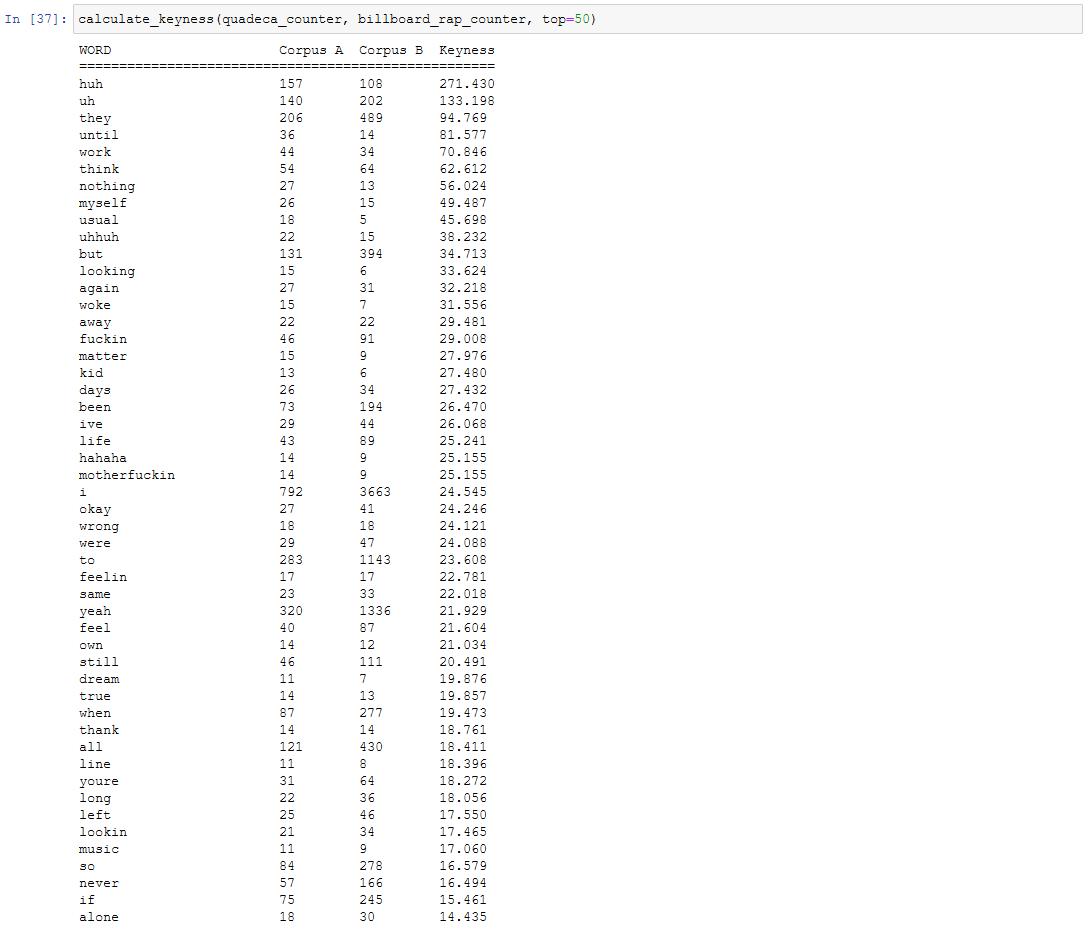 In [37]: calculate_keyness(quadeca_counter, billboard_rap_counter, top=50)
WORD Corpus A Corpus B Keyness
====================================================
huh 157 108 271.430
uh 140 202 133.198
they 206 489 94.769
until 36 14 81.577
work 44 34 70.846
think 54 64 62.612
nothing 27 13 56.024
myself 26 15 49.487
usual 18 5 45.698
uhhuh 22 15 38.232
but 131 394 34.713
looking 15 6 33.624
again 27 31 32.218
woke 15 7 31.556
away 22 22 29.481
fuckin 46 91 29.008
matter 15 9 27.976
kid 13 6 27.480
days 26 34 27.432
been 73 194 26.470
ive 29 44 26.068
life 43 89 25.241
hahaha 14 9 25.155
motherfuckin 14 9 25.155
i 792 3663 24.545
okay 27 41 24.246
wrong 18 18 24.121
were 29 47 24.088
to 283 1143 23.608
feelin 17 17 22.781
same 23 33 22.018
yeah 320 1336 21.929
feel 40 87 21.604
own 14 12 21.034
still 46 111 20.491
dream 11 7 19.876
true 14 13 19.857
when 87 277 19.473
thank 14 14 18.761
all 121 430 18.411
line 11 8 18.396
youre 31 64 18.272
long 22 36 18.056
left 25 46 17.550
lookin 21 34 17.465
music 11 9 17.060
so 84 278 16.579
never 57 166 16.494
if 75 245 15.461
alone 18 30 14.435